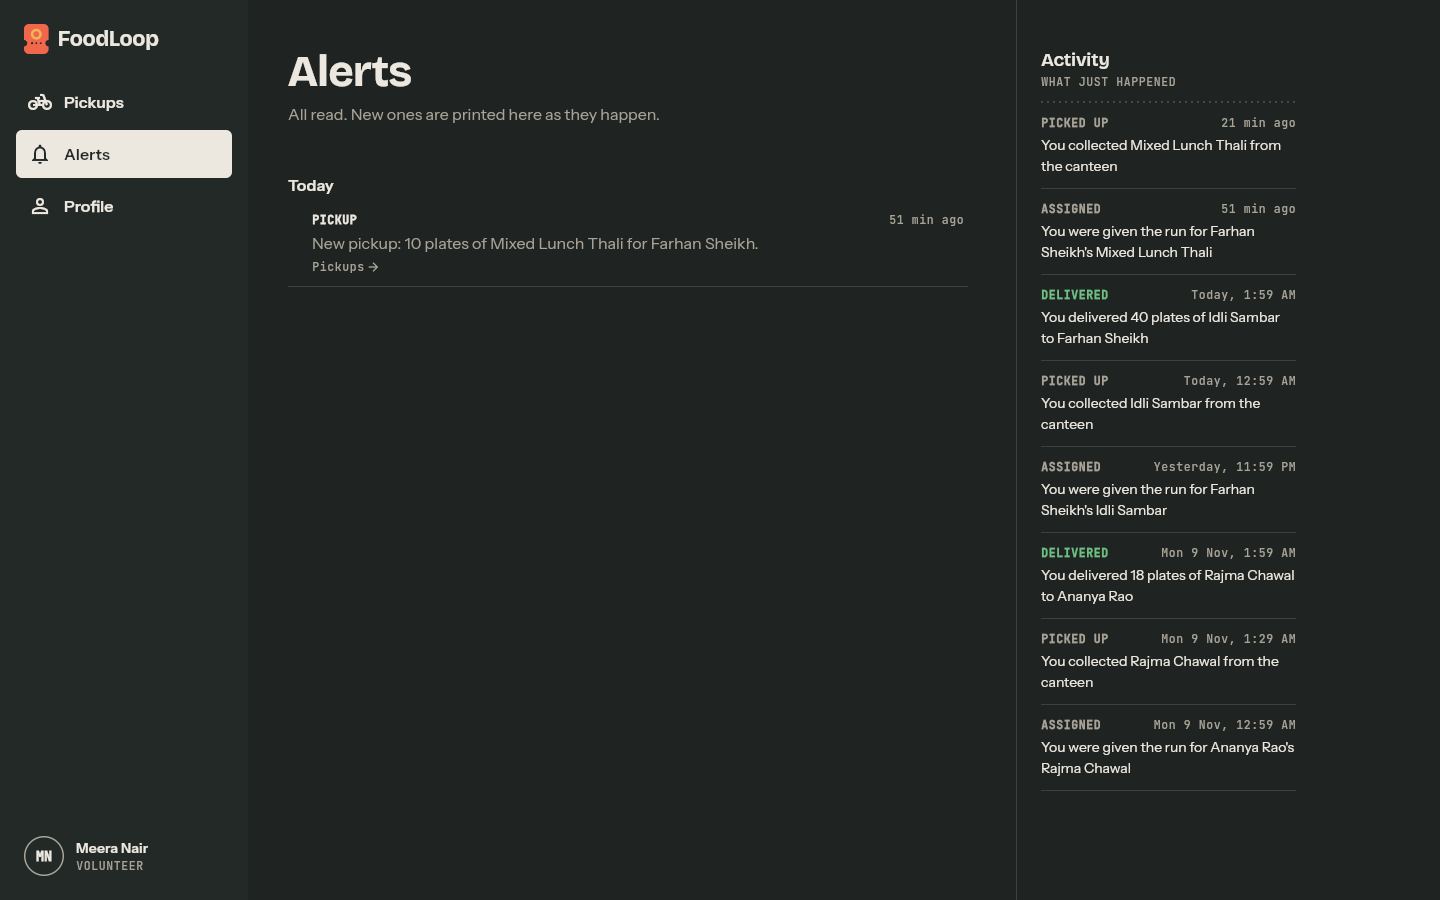 FoodLoop
Pickups
Alerts
Profile
MN
Meera Nair
VOLUNTEER
Alerts
All read. New ones are printed here as they happen.
Today
PICKUP 51 min ago
New pickup: 10 plates of Mixed Lunch Thali for Farhan Sheikh.
Pickups →
Activity
WHAT JUST HAPPENED
PICKED UP 21 min ago
You collected Mixed Lunch Thali from
the canteen
ASSIGNED 51 min ago
You were given the run for Farhan
Sheikh's Mixed Lunch Thali
DELIVERED Today, 1:59 AM
You delivered 40 plates of Idli Sambar
to Farhan Sheikh
PICKED UP Today, 12:59 AM
You collected Idli Sambar from the
canteen
ASSIGNED Yesterday, 11:59 PM
You were given the run for Farhan
Sheikh's Idli Sambar
DELIVERED Mon 9 Nov, 1:59 AM
You delivered 18 plates of Rajma Chawal
to Ananya Rao
PICKED UP Mon 9 Nov, 1:29 AM
You collected Rajma Chawal from the
canteen
ASSIGNED Mon 9 Nov, 12:59 AM
You were given the run for Ananya Rao's
Rajma Chawal